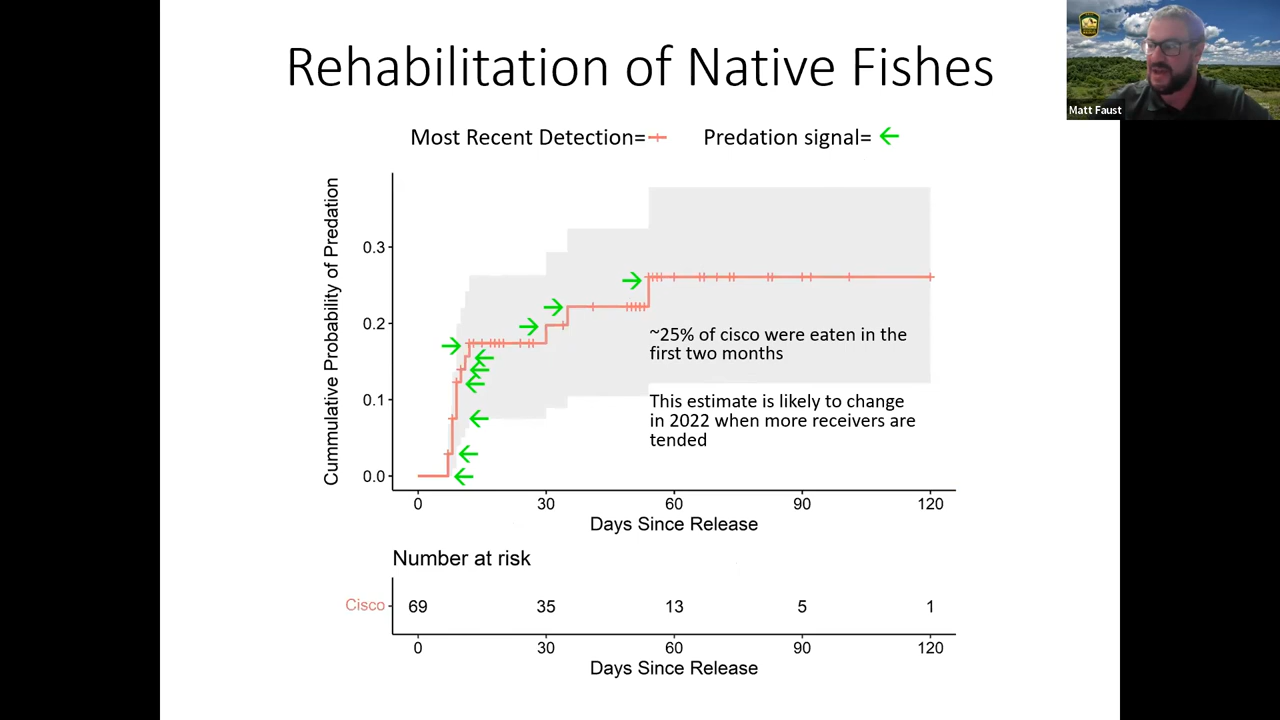 Rehabilitation of Native Fishes
Matt Faust
Most Recent Detection=
Predation signal=
Cummulative Probability of Predation
0.3
0.2
0.1
0.0
~25% of cisco were eaten in the
first two months
This estimate is likely to change
in 2022 when more receivers are
tended
0 30 60 90 120
Days Since Release
Number at risk
Cisco 69 35 13 5 1
0 30 60 90 120
Days Since Release